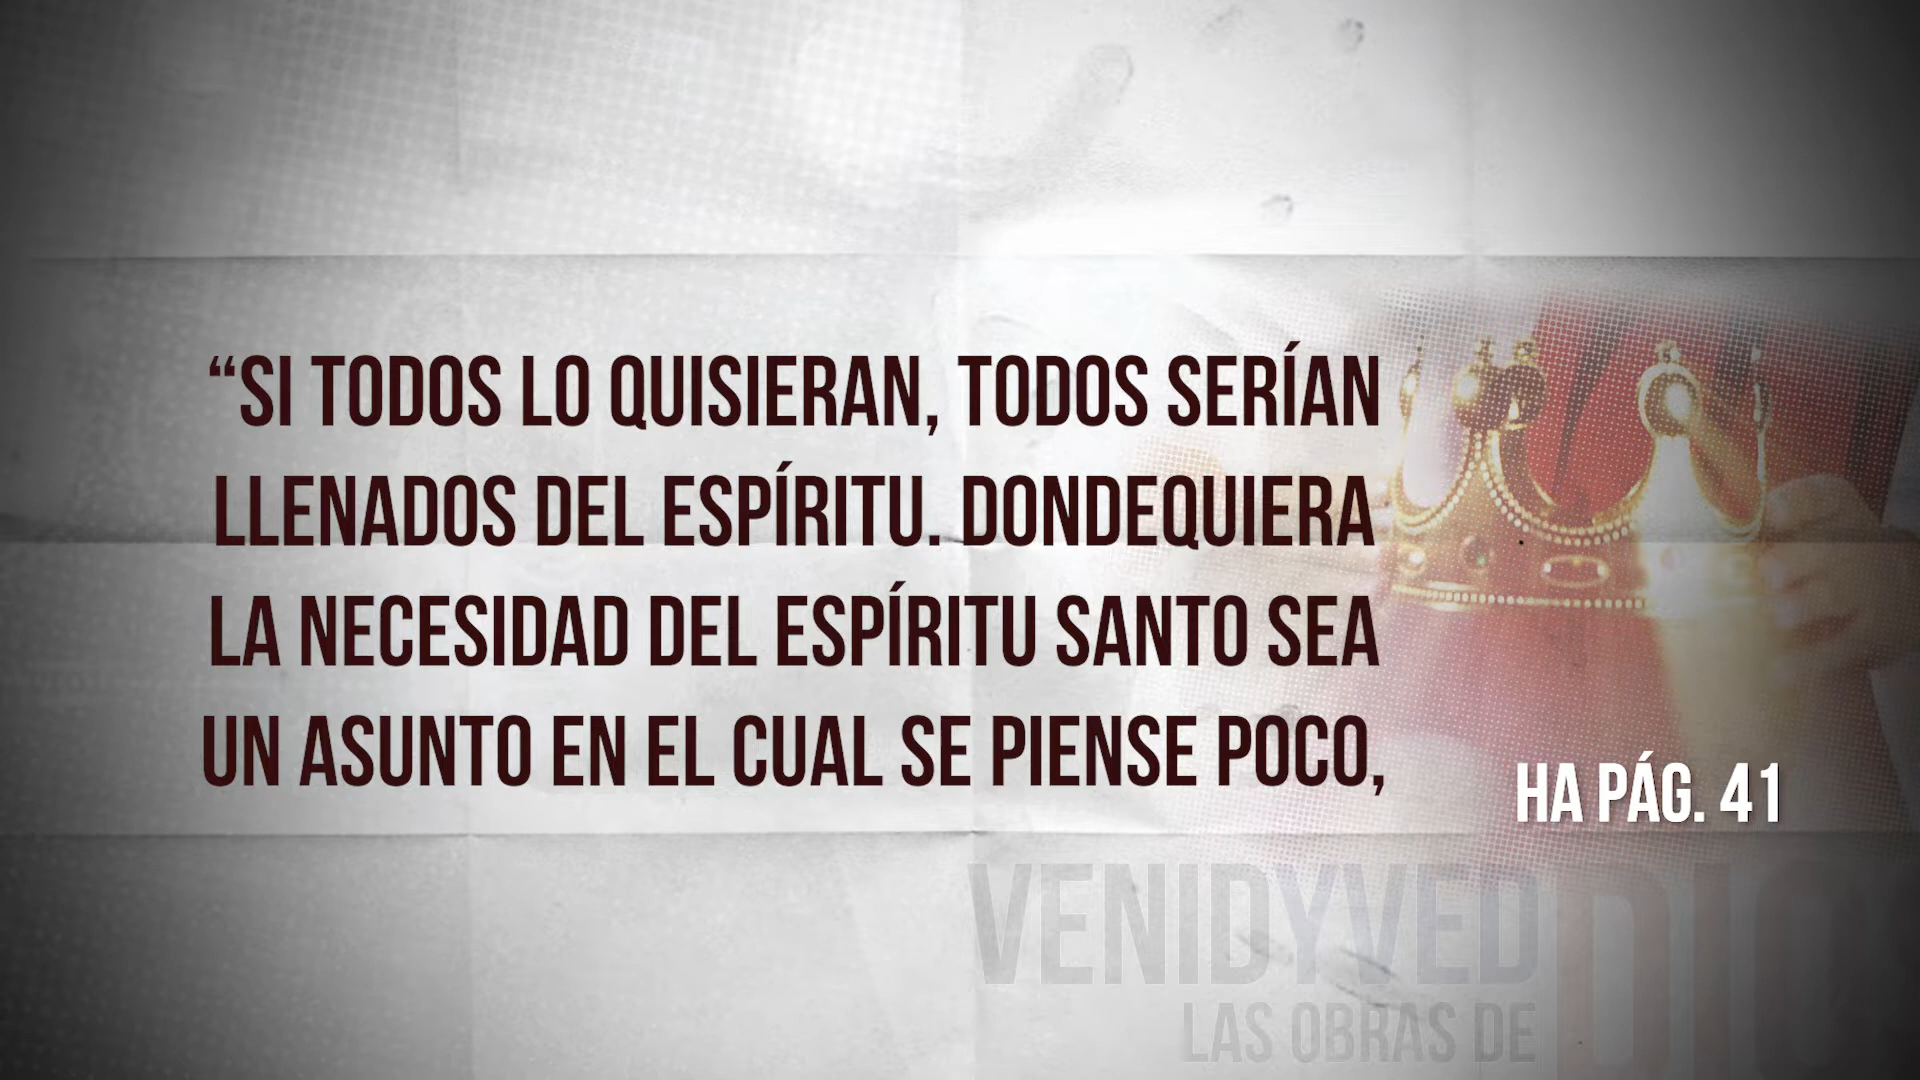 “SI TODOS LO QUISIERAN, TODOS SERÍAN
LLENADOS DEL ESPÍRITU. DONDEQUIERA
LA NECESIDAD DEL ESPÍRITU SANTO SEA
UN ASUNTO EN EL CUAL SE PIENSE POCO,
HA PÁG. 41
VENIDYVED
LAS OBRAS DE